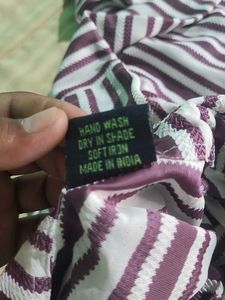 HAND WASH
DRY IN SHADE
SOFT IRON
MADE IN INDIA